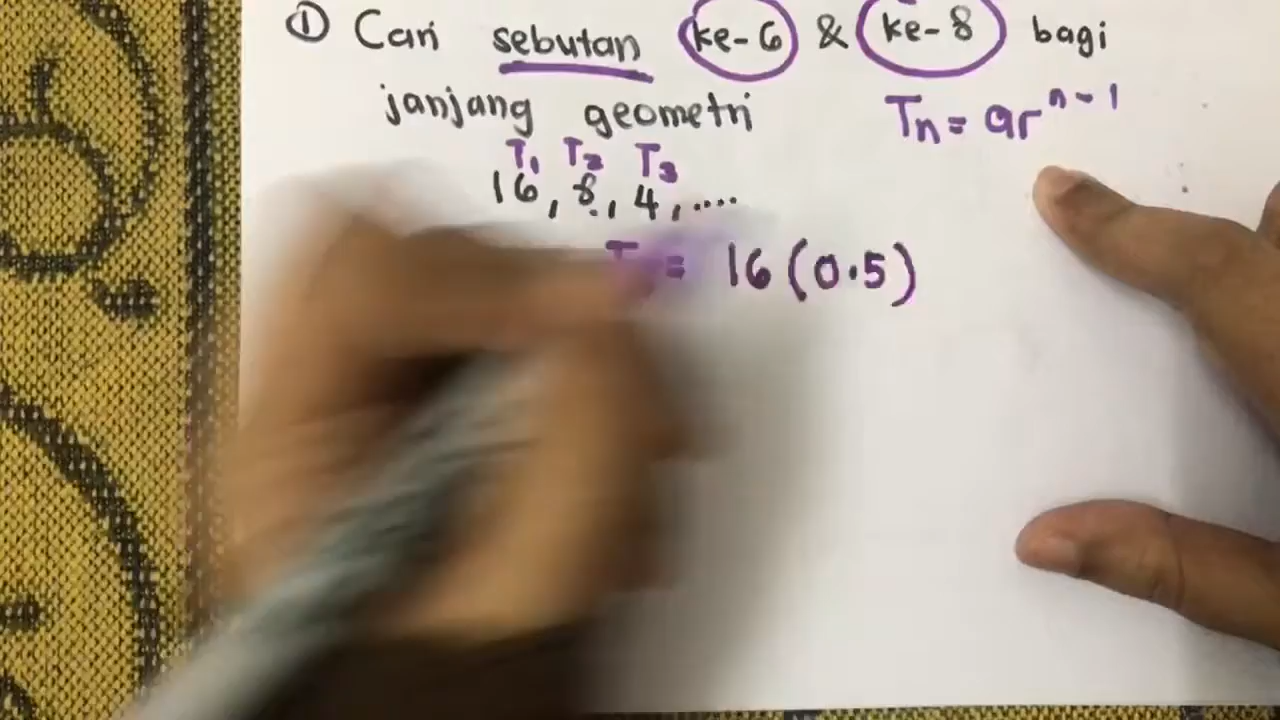 ① Cari sebutan ke-6 & ke-8 bagi
janjang geometri
Tn = ar^n-1
T1 T2 T3
16, 8, 4, ....
= 16(0.5)